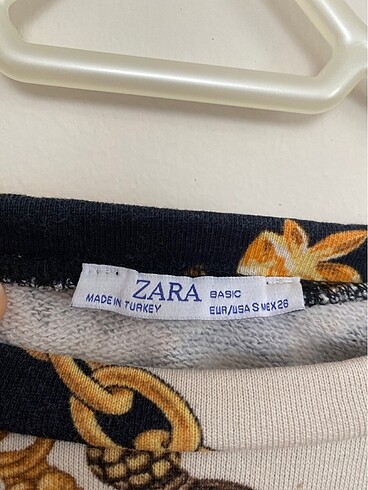 ZARA BASIC
MADE IN TURKEY
EUR/USA S MEX 26